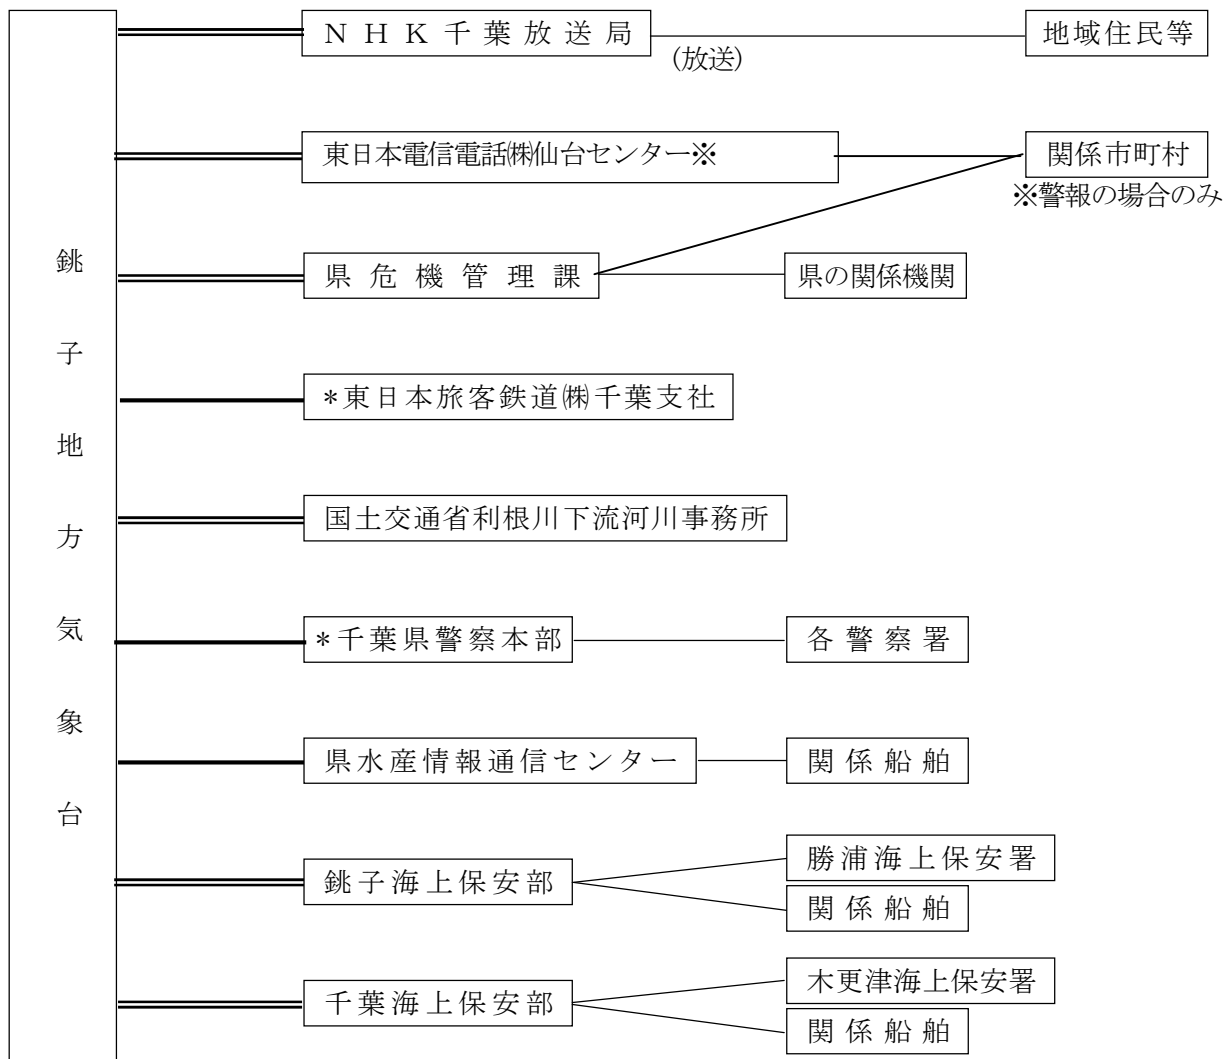 銚子地方気象台
NHK千葉放送局
(放送)
地域住民等
東日本電信電話㈱仙台センター※
関係市町村
※警報の場合のみ
県危機管理課
県の関係機関
*東日本旅客鉄道㈱千葉支社
国土交通省利根川下流河川事務所
*千葉県警察本部
各警察署
県水産情報通信センター
関係船舶
銚子海上保安部
勝浦海上保安署
関係船舶
千葉海上保安部
木更津海上保安署
関係船舶